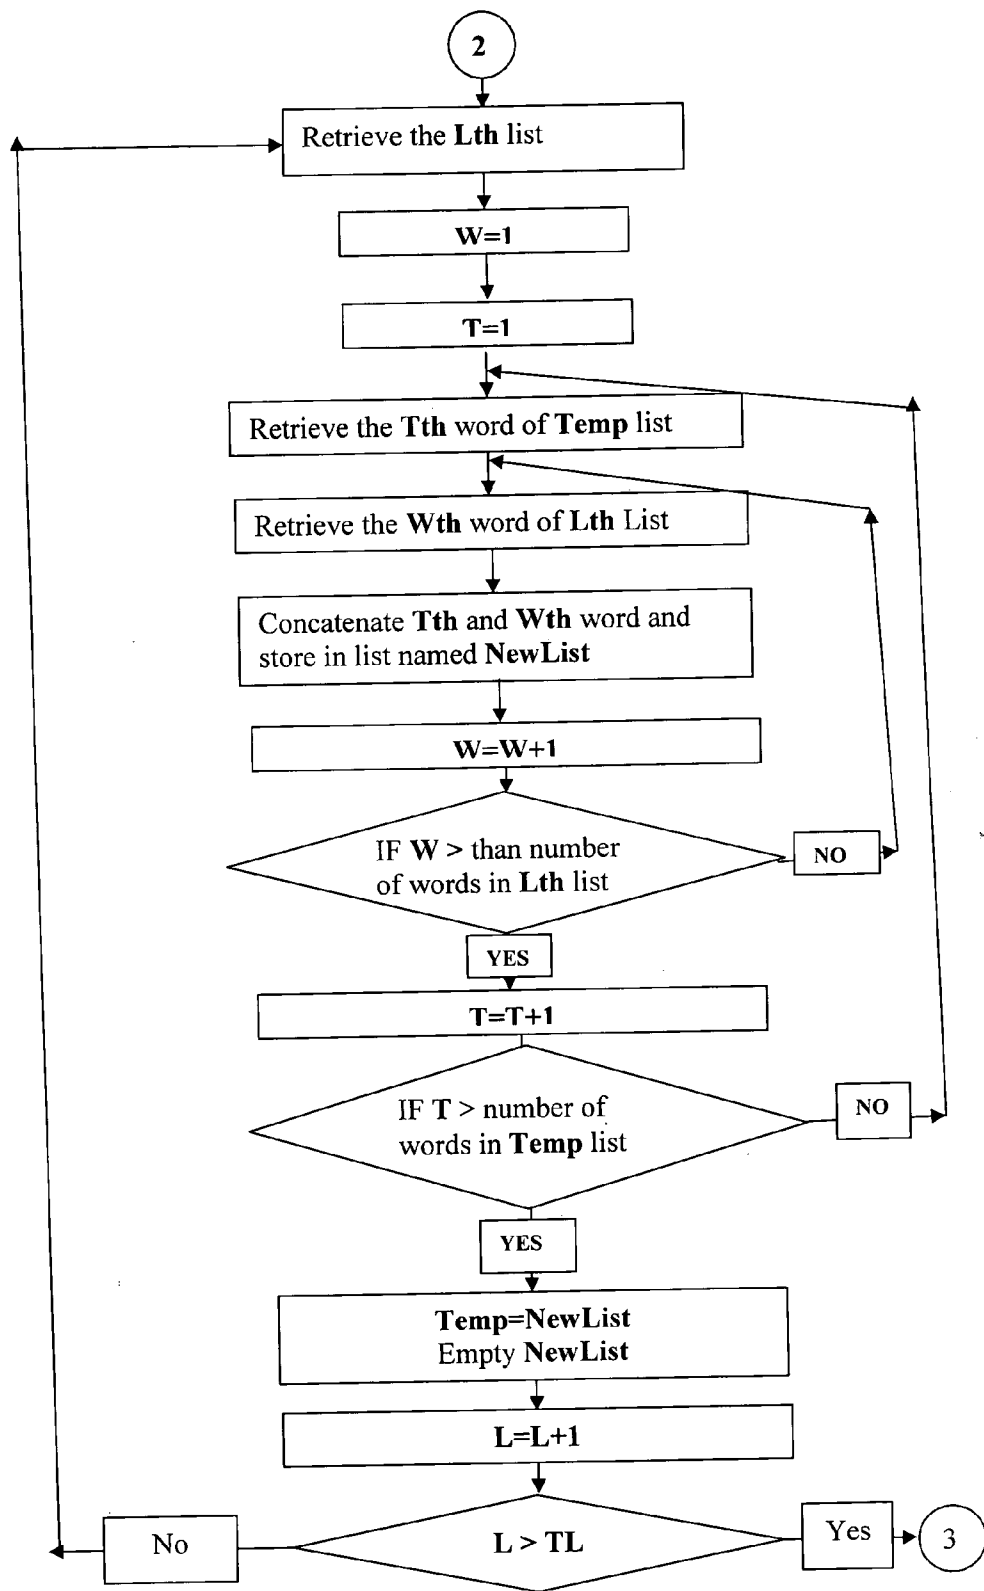 2
Retrieve the Lth list
W=1
T=1
Retrieve the Tth word of Temp list
Retrieve the Wth word of Lth List
Concatenate Tth and Wth word and
store in list named NewList
W=W+1
IF W > than number
of words in Lth list
NO
YES
T=T+1
IF T > number of
words in Temp list
NO
YES
Temp=NewList
Empty NewList
L=L+1
No
L > TL
Yes
3